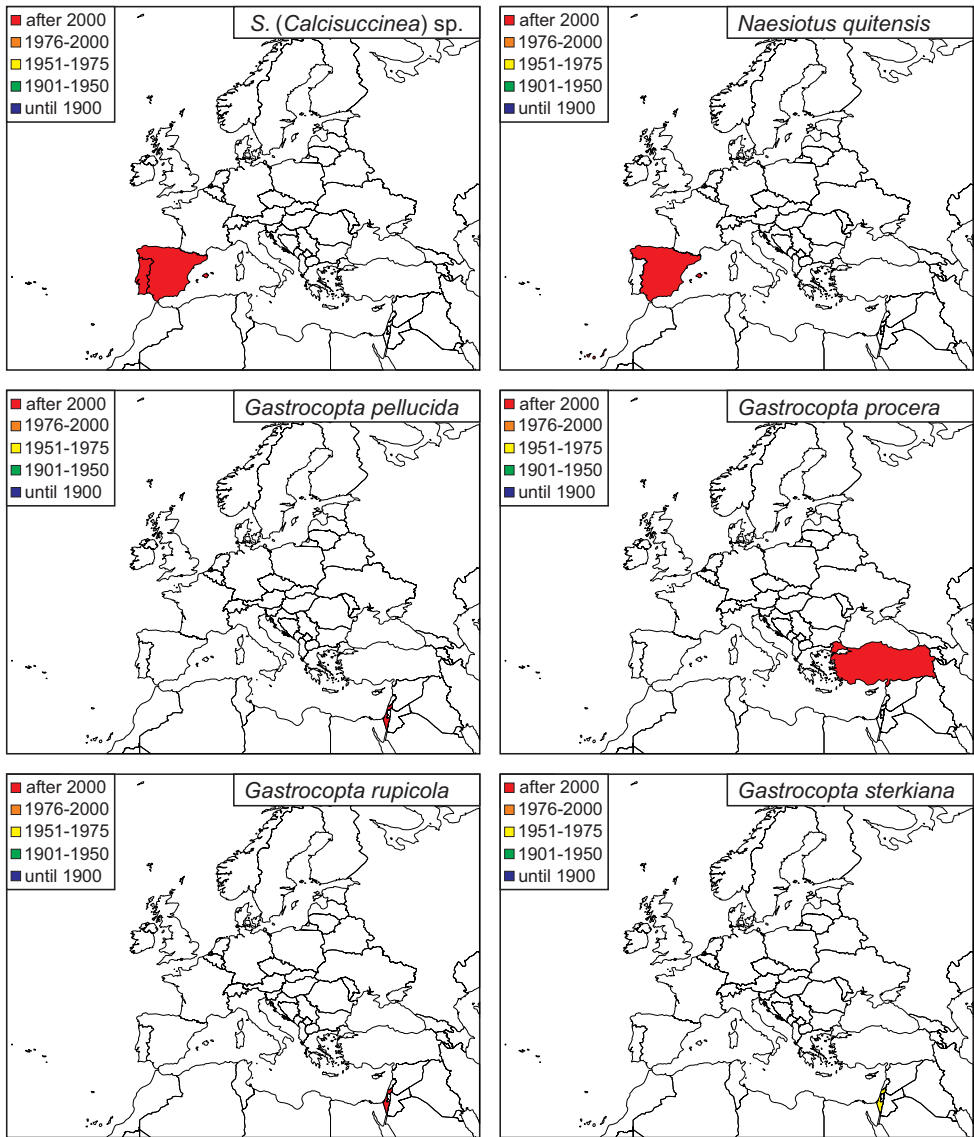 after 2000
1976-2000
1951-1975
1901-1950
until 1900
S. (Calcisuccinea) sp.
after 2000
1976-2000
1951-1975
1901-1950
until 1900
Naesiotus quitensis
after 2000
1976-2000
1951-1975
1901-1950
until 1900
Gastrocopta pellucida
after 2000
1976-2000
1951-1975
1901-1950
until 1900
Gastrocopta procera
after 2000
1976-2000
1951-1975
1901-1950
until 1900
Gastrocopta rupicola
after 2000
1976-2000
1951-1975
1901-1950
until 1900
Gastrocopta sterkiana